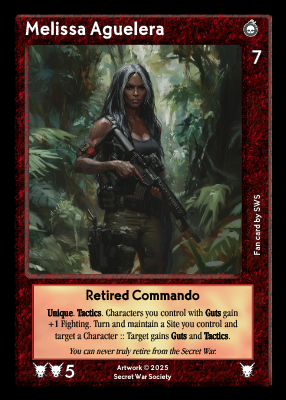 Melissa Aguelera
7
Fan card by SWS
Retired Commando
Unique. Tactics. Characters you control with Guts gain
+1 Fighting. Turn and maintain a Site you control and
target a Character :: Target gains Guts and Tactics.
You can never truly retire from the Secret War.
5
Artwork © 2025
Secret War Society